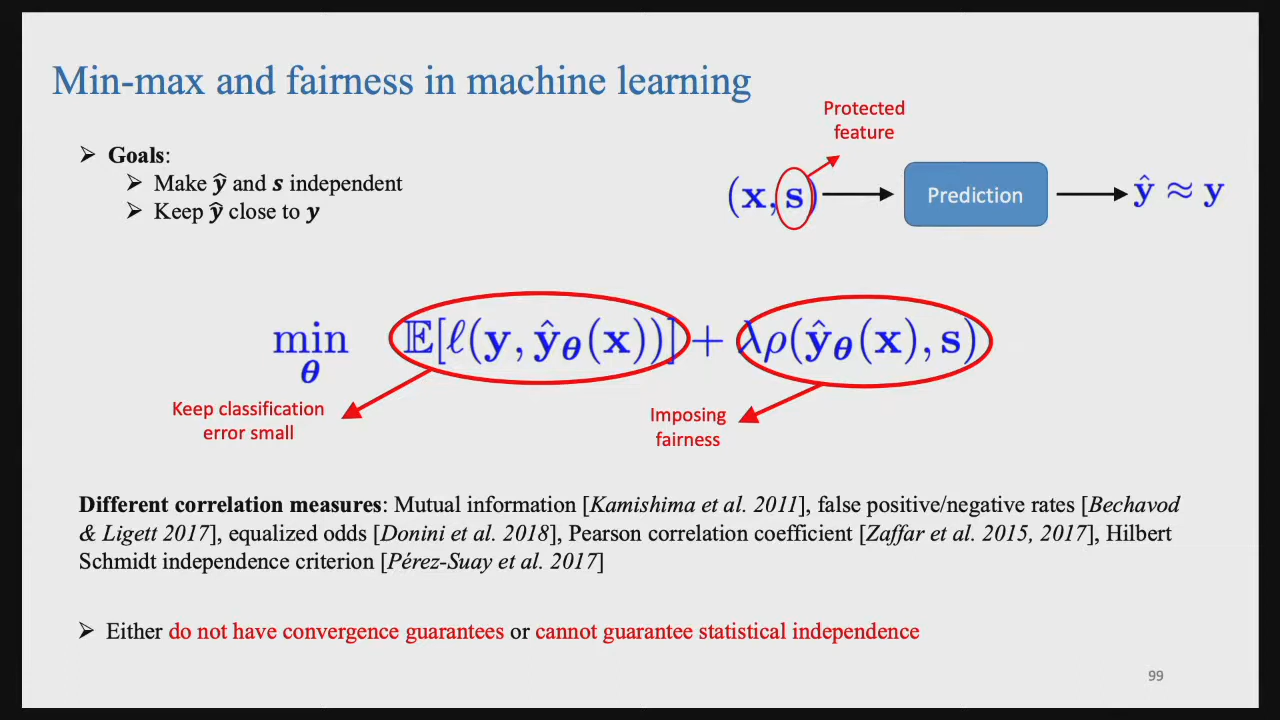 Min-max and fairness in machine learning
Protected
feature
➢ Goals:
➢ Make ŷ and s independent
➢ Keep ŷ close to y
(x, s)
Prediction
ŷ ≈ y
min_θ 𝔼[ℓ(y, ŷ_θ(x))] + λρ(ŷ_θ(x), s)
Keep classification
error small
Imposing
fairness
Different correlation measures: Mutual information [Kamishima et al. 2011], false positive/negative rates [Bechavod
& Ligett 2017], equalized odds [Donini et al. 2018], Pearson correlation coefficient [Zaffar et al. 2015, 2017], Hilbert
Schmidt independence criterion [Pérez-Suay et al. 2017]
➢ Either do not have convergence guarantees or cannot guarantee statistical independence
99